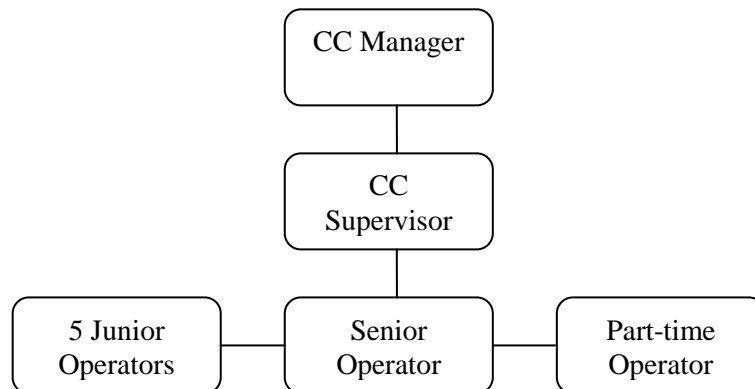 CC Manager
CC
Supervisor
5 Junior
Operators
Senior
Operator
Part-time
Operator